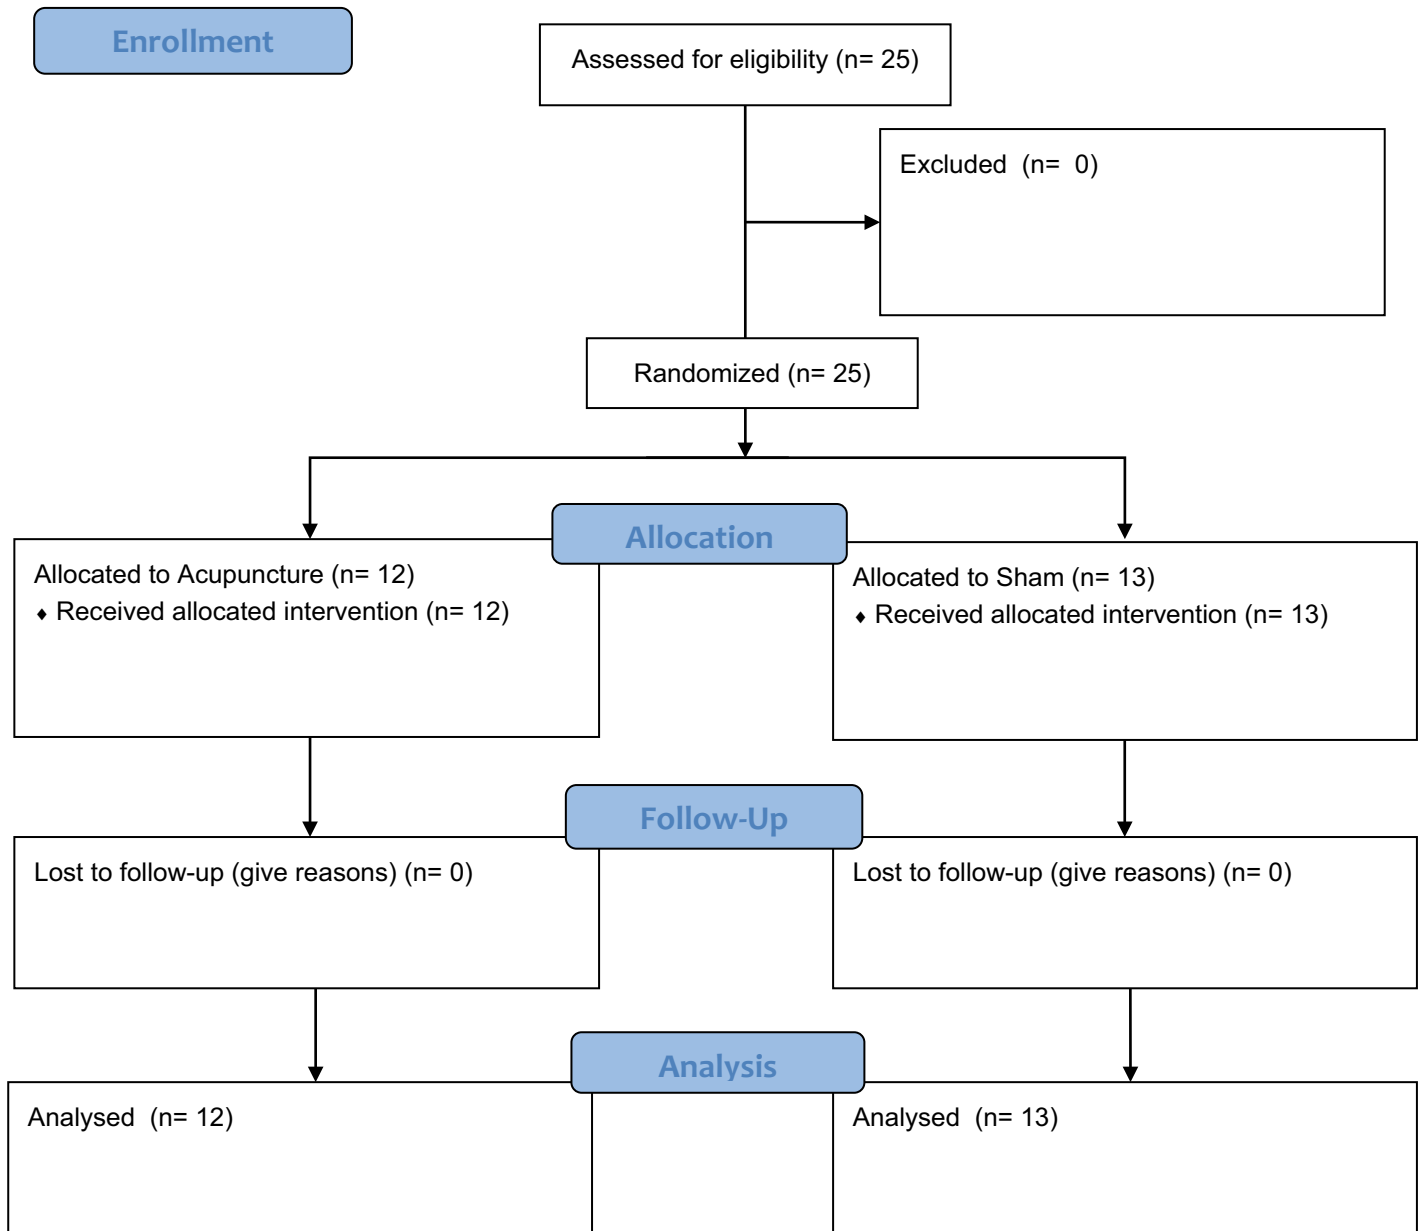 Enrollment
Assessed for eligibility (n= 25)
Excluded (n= 0)
Randomized (n= 25)
Allocation
Allocated to Acupuncture (n= 12)
♦ Received allocated intervention (n= 12)
Allocated to Sham (n= 13)
♦ Received allocated intervention (n= 13)
Follow-Up
Lost to follow-up (give reasons) (n= 0)
Lost to follow-up (give reasons) (n= 0)
Analysis
Analysed (n= 12)
Analysed (n= 13)